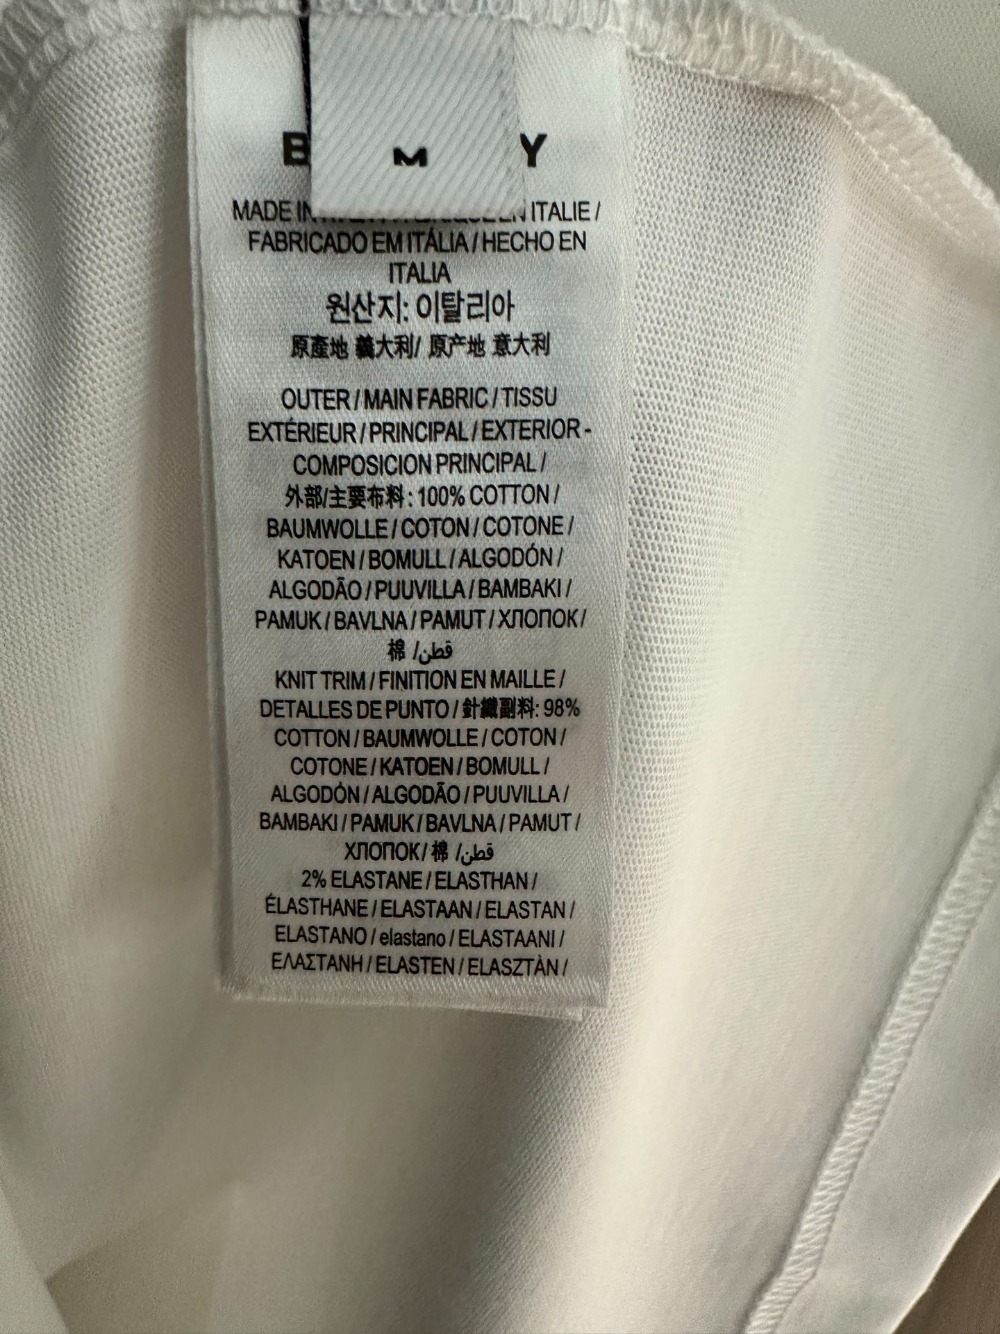 M
MADE IN ITALIE /
FABRICADO EM ITÁLIA / HECHO EN
ITALIA
원산지: 이탈리아
原產地 義大利/ 原产地 意大利
OUTER / MAIN FABRIC / TISSU
EXTÉRIEUR / PRINCIPAL / EXTERIOR -
COMPOSICION PRINCIPAL /
外部/主要布料: 100% COTTON /
BAUMWOLLE / COTON / COTONE /
KATOEN / BOMULL / ALGODÓN /
ALGODÃO / PUUVILLA / BAMBAKI /
PAMUK / BAVLNA / PAMUT / ХЛОПОК /
棉 /قطن
KNIT TRIM / FINITION EN MAILLE /
DETALLES DE PUNTO / 針織副料: 98%
COTTON / BAUMWOLLE / COTON /
COTONE / KATOEN / BOMULL /
ALGODÓN / ALGODÃO / PUUVILLA /
BAMBAKI / PAMUK / BAVLNA / PAMUT /
ХЛОПОК/ 棉 /قطن
2% ELASTANE / ELASTHAN /
ÉLASTHANE / ELASTAAN / ELASTAN /
ELASTANO / elastano / ELASTAANI /
ΕΛΑΣΤΑΝΗ / ELASTEN / ELASZTÀN /